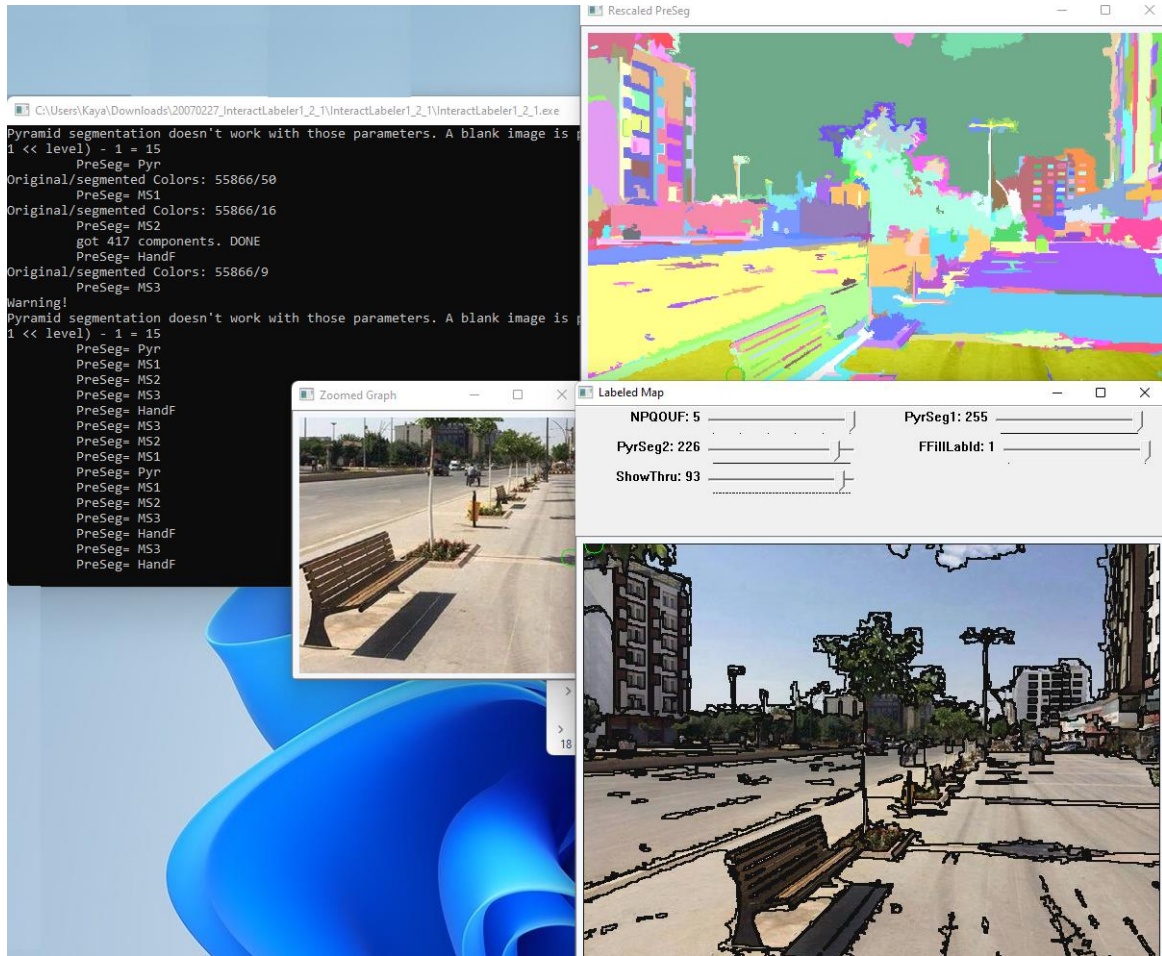 Rescaled PreSeg
C:\Users\Kaya\Downloads\20070227_InteractLabeler1_2_1\InteractLabeler1_2_1\InteractLabeler1_2_1.exe
Pyramid segmentation doesn't work with those parameters. A blank image is
1 << level) - 1 = 15
PreSeg= Pyr
Original/segmented Colors: 55866/50
PreSeg= MS1
Original/segmented Colors: 55866/16
PreSeg= MS2
got 417 components. DONE
PreSeg= HandF
Original/segmented Colors: 55866/9
PreSeg= MS3
Warning!
Pyramid segmentation doesn't work with those parameters. A blank image is
1 << level) - 1 = 15
PreSeg= Pyr
PreSeg= MS1
PreSeg= MS2
PreSeg= MS3
PreSeg= HandF
PreSeg= MS3
PreSeg= MS2
PreSeg= MS1
PreSeg= Pyr
PreSeg= MS1
PreSeg= MS2
PreSeg= MS3
PreSeg= HandF
PreSeg= MS3
PreSeg= HandF
Zoomed Graph
Labeled Map
NPQOUF: 5
PyrSeg1: 255
PyrSeg2: 226
FFillLabId: 1
ShowThru: 93
18